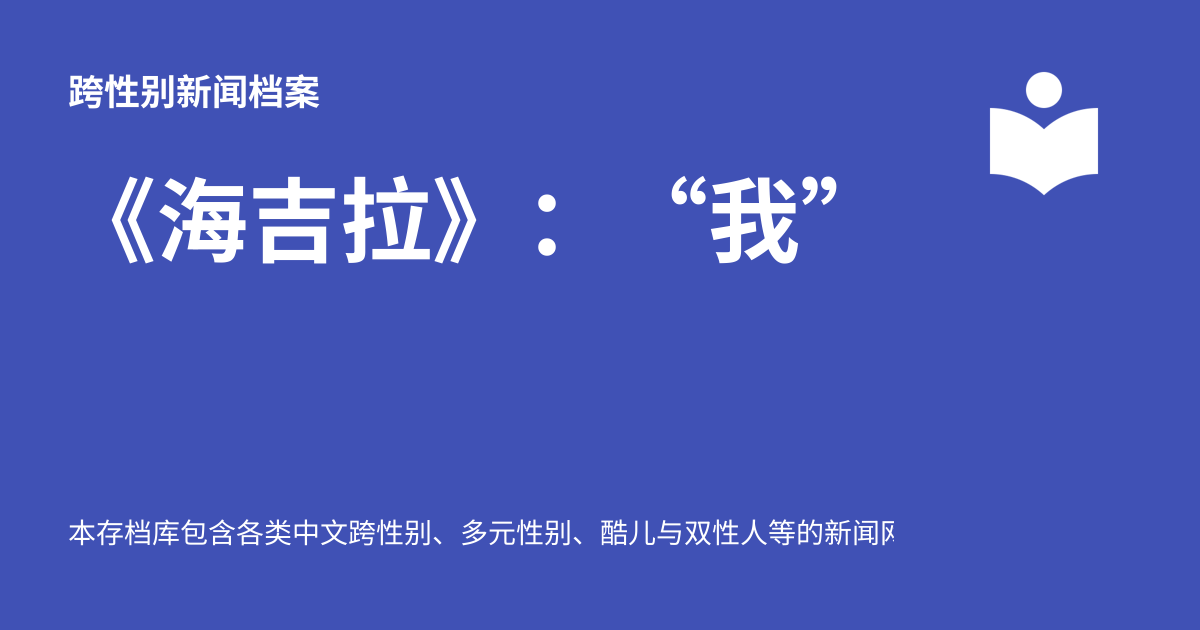 跨性别新闻档案
《海吉拉》：“我”
本存档库包含各类中文跨性别、多元性别、酷儿与双性人等的新闻